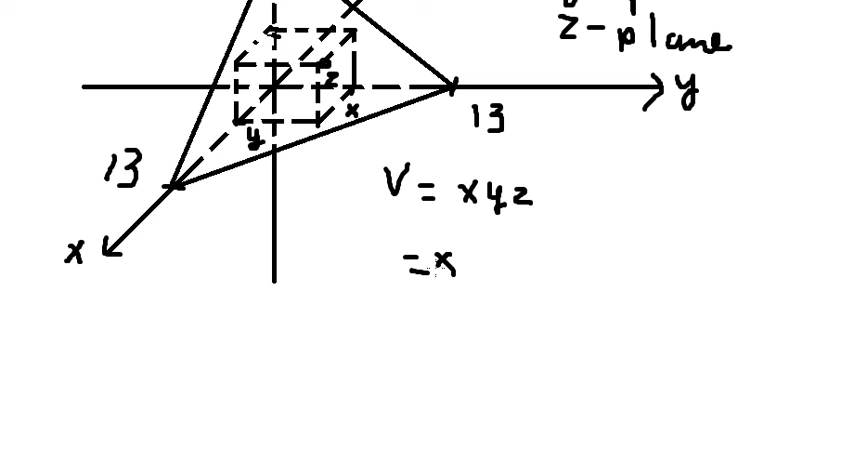 z - plane
z
y
x
13
y
13
V = xyz
x
= x